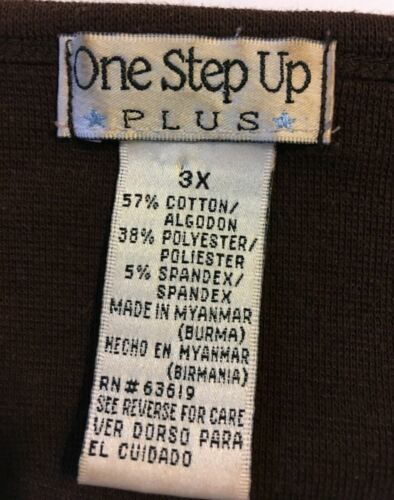 One Step Up
PLUS
3X
57% COTTON/
ALGODON
38% POLYESTER/
POLIESTER
5% SPANDEX/
SPANDEX
MADE IN MYANMAR
(BURMA)
HECHO EN MYANMAR
(BIRMANIA)
RN# 63619
SEE REVERSE FOR CARE
VER DORSO PARA
EL CUIDADO